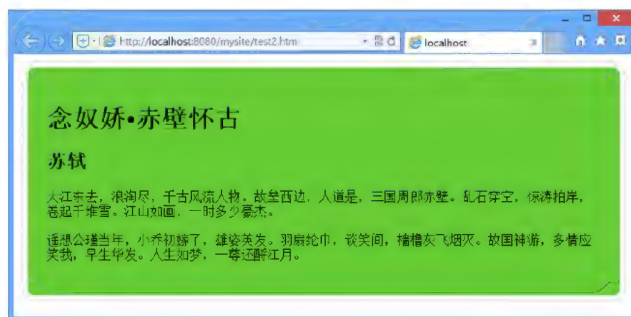 http://localhost:8080/mysite/test2.htm
localhost
念奴娇•赤壁怀古
苏轼
大江东去，浪淘尽，千古风流人物。故垒西边，人道是，三国周郎赤壁。乱石穿空，惊涛拍岸，
卷起千堆雪。江山如画，一时多少豪杰。
遥想公瑾当年，小乔初嫁了，雄姿英发。羽扇纶巾，谈笑间，樯橹灰飞烟灭。故国神游，多情应
笑我，早生华发。人生如梦，一尊还酹江月。